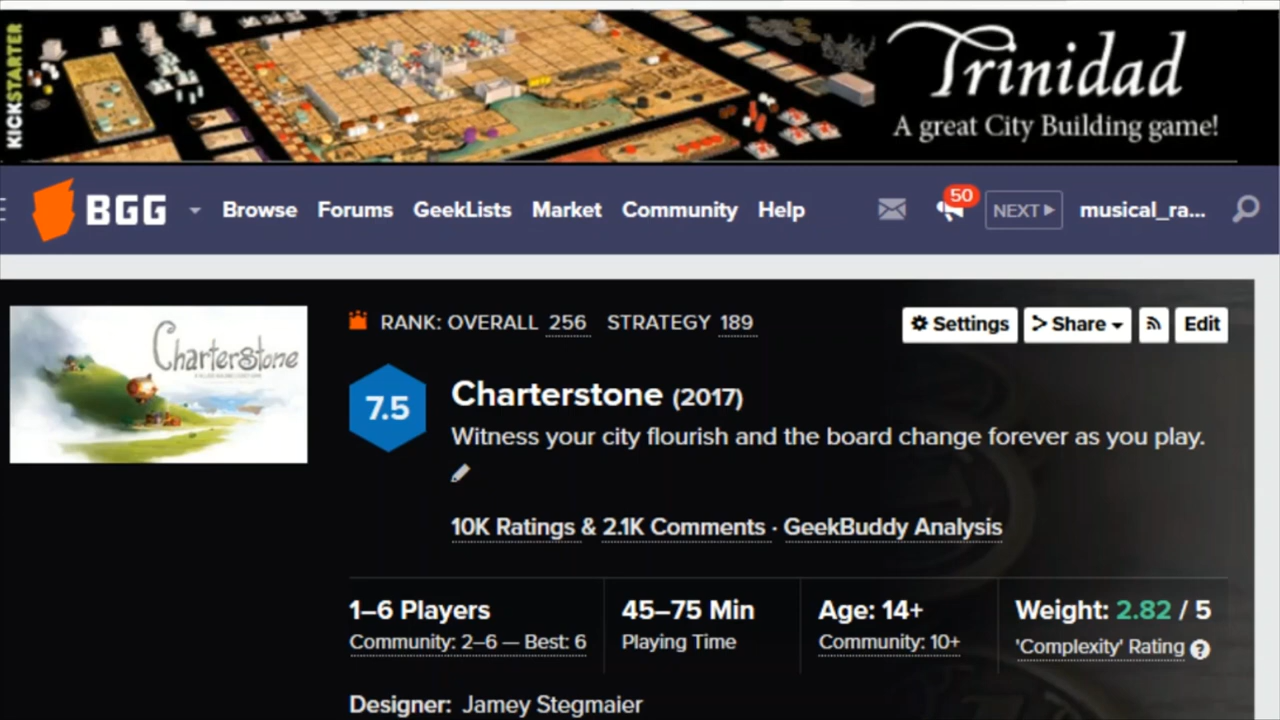 KICKSTARTER
Trinidad
A great City Building game!
BGG Browse Forums GeekLists Market Community Help 50 NEXT musical_ra...
Charterstone
RANK: OVERALL 256 STRATEGY 189
Settings Share Edit
7.5
Charterstone (2017)
Witness your city flourish and the board change forever as you play.
10K Ratings & 2.1K Comments · GeekBuddy Analysis
1–6 Players 45–75 Min Age: 14+ Weight: 2.82 / 5
Community: 2–6 — Best: 6 Playing Time Community: 10+ 'Complexity' Rating ?
Designer: Jamey Stegmaier